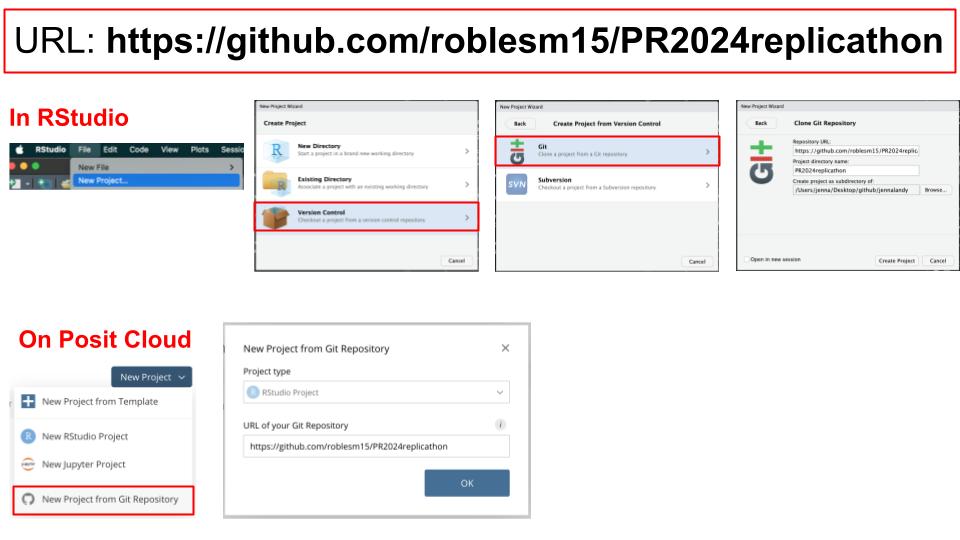 URL: https://github.com/roblesm15/PR2024replicathon
In RStudio
RStudio File Edit Code View Plots Sessio
New File
New Project...
New Project Wizard
Create Project
R
New Directory
Start a project in a brand new working directory
R
Existing Directory
Associate a project with an existing working directory
Version Control
Checkout a project from a version control repository
Cancel
New Project Wizard
Back Create Project from Version Control
Git
Clone a project from a Git repository
SVN
Subversion
Checkout a project from a Subversion repository
Cancel
New Project Wizard
Back Clone Git Repository
Repository URL:
https://github.com/roblesm15/PR2024replic
Project directory name:
PR2024replicathon
Create project as subdirectory of:
/Users/jenna/Desktop/github/jennalandy Browse...
Open in new session Create Project Cancel
On Posit Cloud
New Project
New Project from Template
R New RStudio Project
New Jupyter Project
New Project from Git Repository
New Project from Git Repository
Project type
R RStudio Project
URL of your Git Repository i
https://github.com/roblesm15/PR2024replicathon
OK